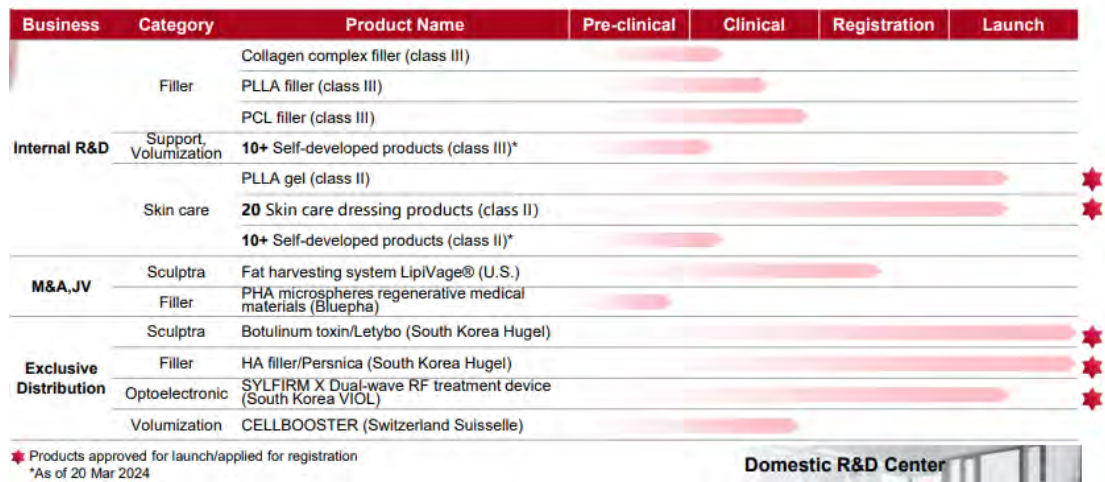 Business Category Product Name Pre-clinical Clinical Registration Launch
Collagen complex filler (class III)
Filler PLLA filler (class III)
PCL filler (class III)
Internal R&D Support, Volumization 10+ Self-developed products (class III)*
PLLA gel (class II)
Skin care 20 Skin care dressing products (class II)
10+ Self-developed products (class II)*
M&A,JV
Sculptra Fat harvesting system LipiVage® (U.S.)
Filler PHA microspheres regenerative medical
materials (Bluepha)
Exclusive
Distribution
Sculptra Botulinum toxin/Letybo (South Korea Hugel)
Filler HA filler/Persnica (South Korea Hugel)
Optoelectronic SYLFIRM X Dual-wave RF treatment device
(South Korea VIOL)
Volumization CELLBOOSTER (Switzerland Suisselle)
Products approved for launch/applied for registration
*As of 20 Mar 2024
Domestic R&D Center